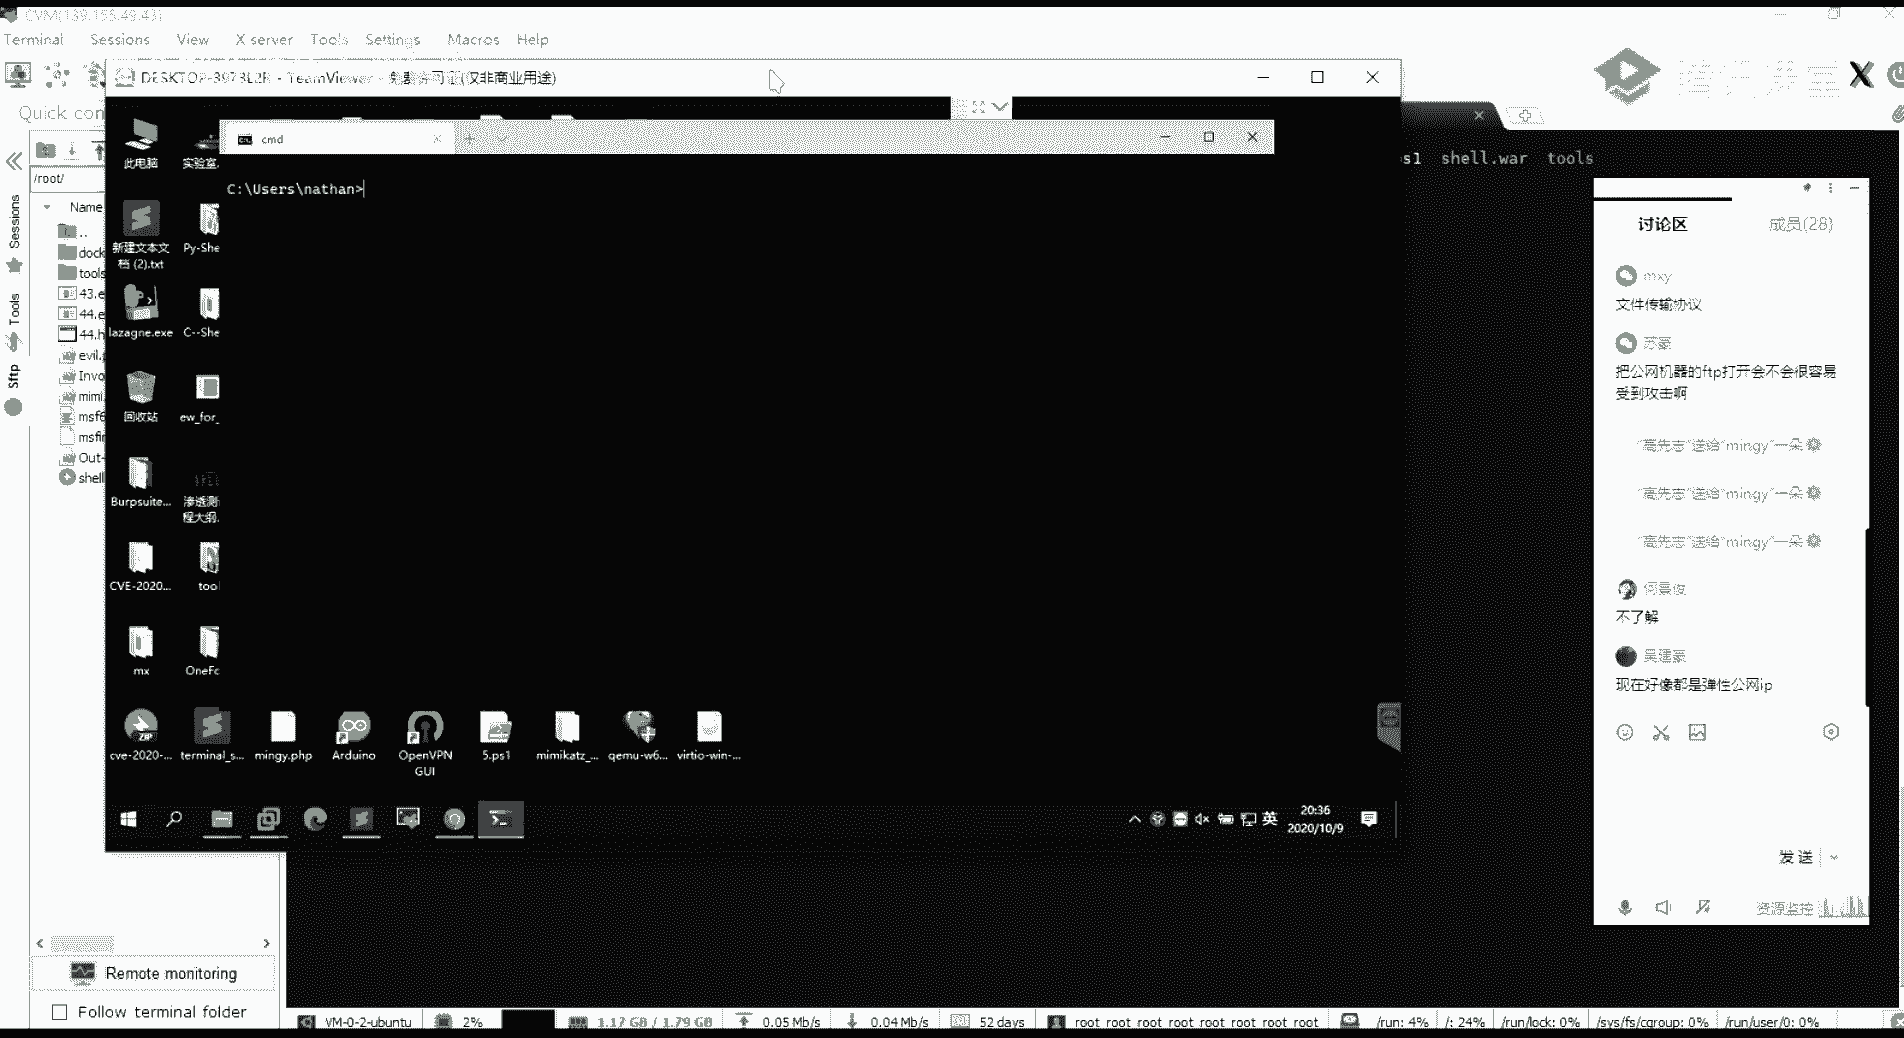 CVM(139.155.49.43)
Terminal Sessions View X server Tools Settings Macros Help
DESKTOP-3973L2R - TeamViewer - 免费许可证(仅非商业用途)
Quick con
cmd
C:\Users\nathan>
s1 shell.war tools
/root/
Name
..
dock
tools
43.e
44.e
44.h
evil.p
Invo
mimi
msf6
msfin
Out-
shell
Sessions
Tools
Sftp
此电脑
实验室.
新建文本文
档 (2).txt
Py-She
lazagne.exe
C--She
回收站
ew_for_
Burpsuite...
渗透测
程大纲.
CVE-2020...
tool
mx
OneFo
cve-2020-...
terminal_s...
mingy.php
Arduino
OpenVPN
GUI
5.ps1
mimikatz_...
qemu-w6...
virtio-win-...
英
20:36
2020/10/9
讨论区
成员(28)
mxy
文件传输协议
苏豪
把公网机器的ftp打开会不会很容易
受到攻击啊
"高先志"送给"mingy"一朵
"高先志"送给"mingy"一朵
"高先志"送给"mingy"一朵
何景俊
不了解
吴建豪
现在好像都是弹性公网ip
发送
资源监控
Remote monitoring
Follow terminal folder
VM-0-2-ubuntu
2%
1.17 GB / 1.79 GB
0.05 Mb/s
0.04 Mb/s
52 days
root root root root root root root root
/run: 4%
/: 24%
/run/lock: 0%
/sys/fs/cgroup: 0%
/run/user/0: 0%